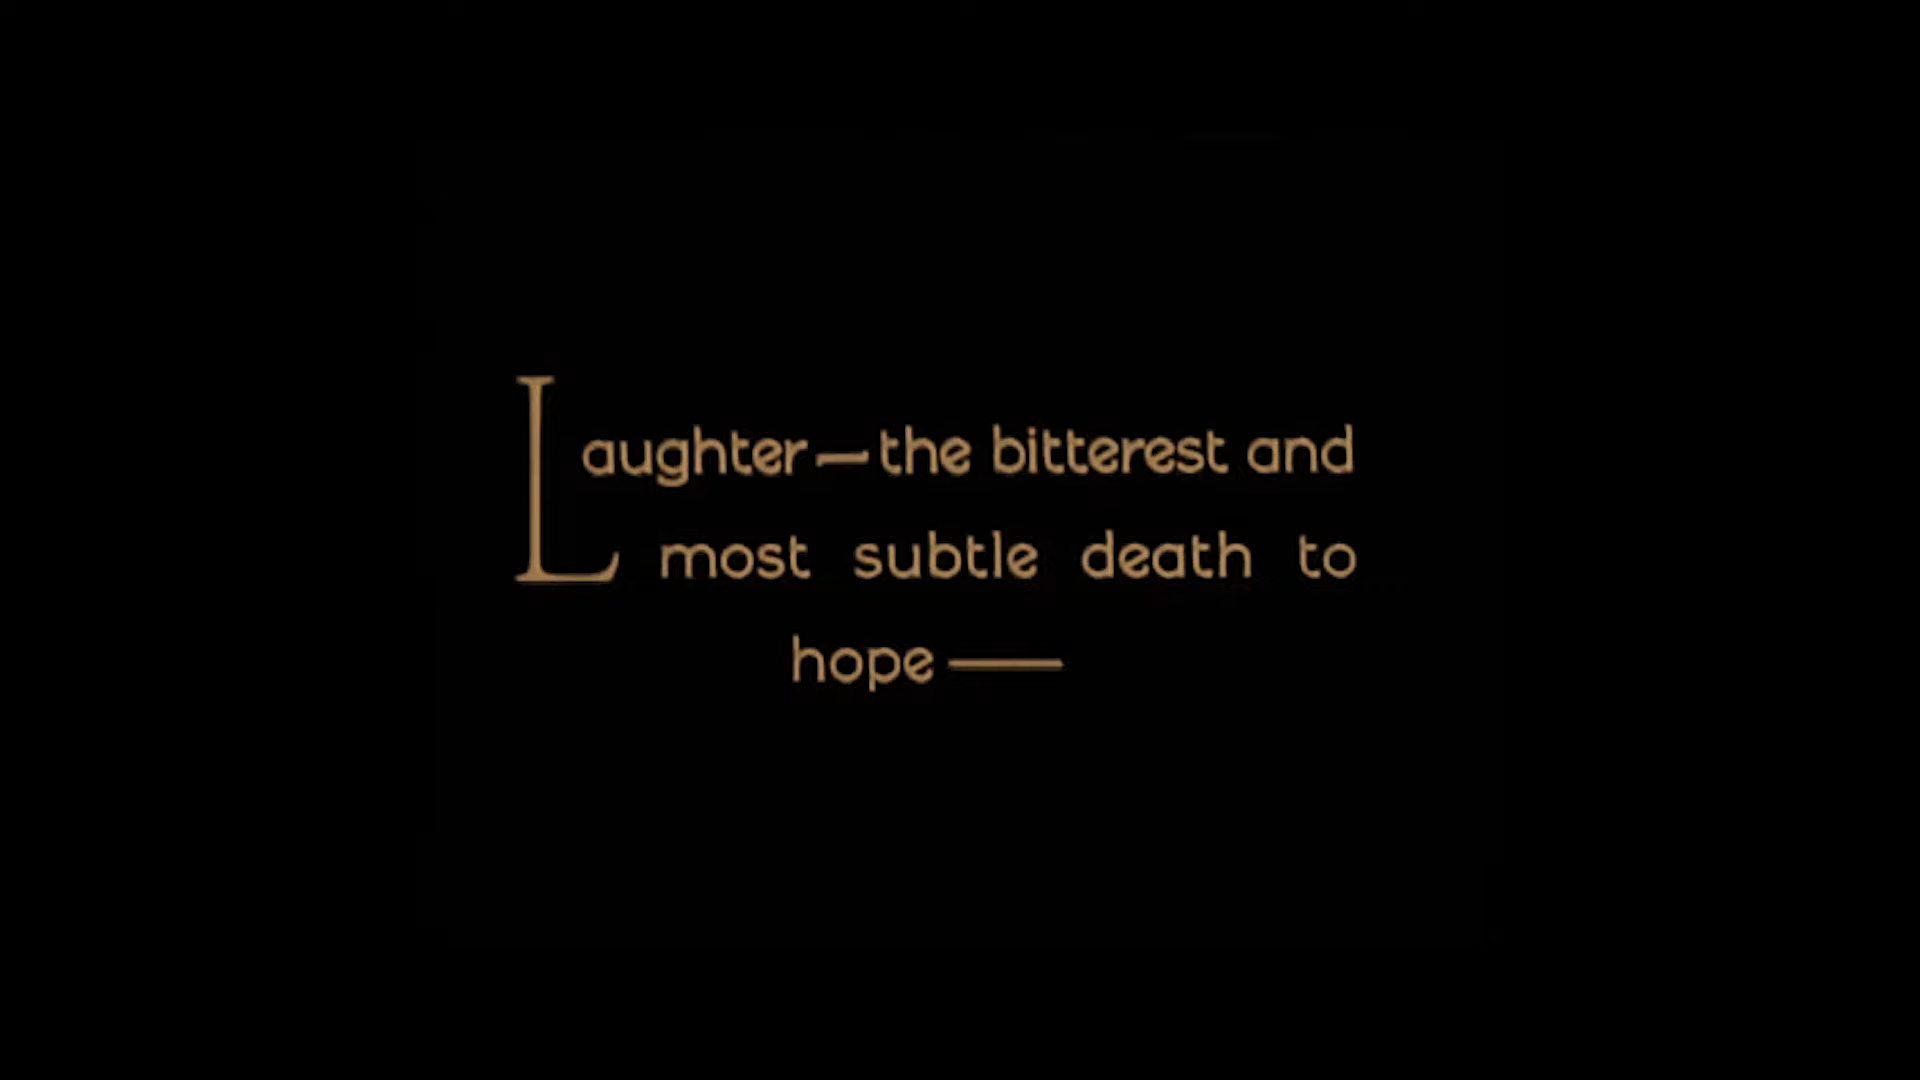 Laughter—the bitterest and
most subtle death to
hope——